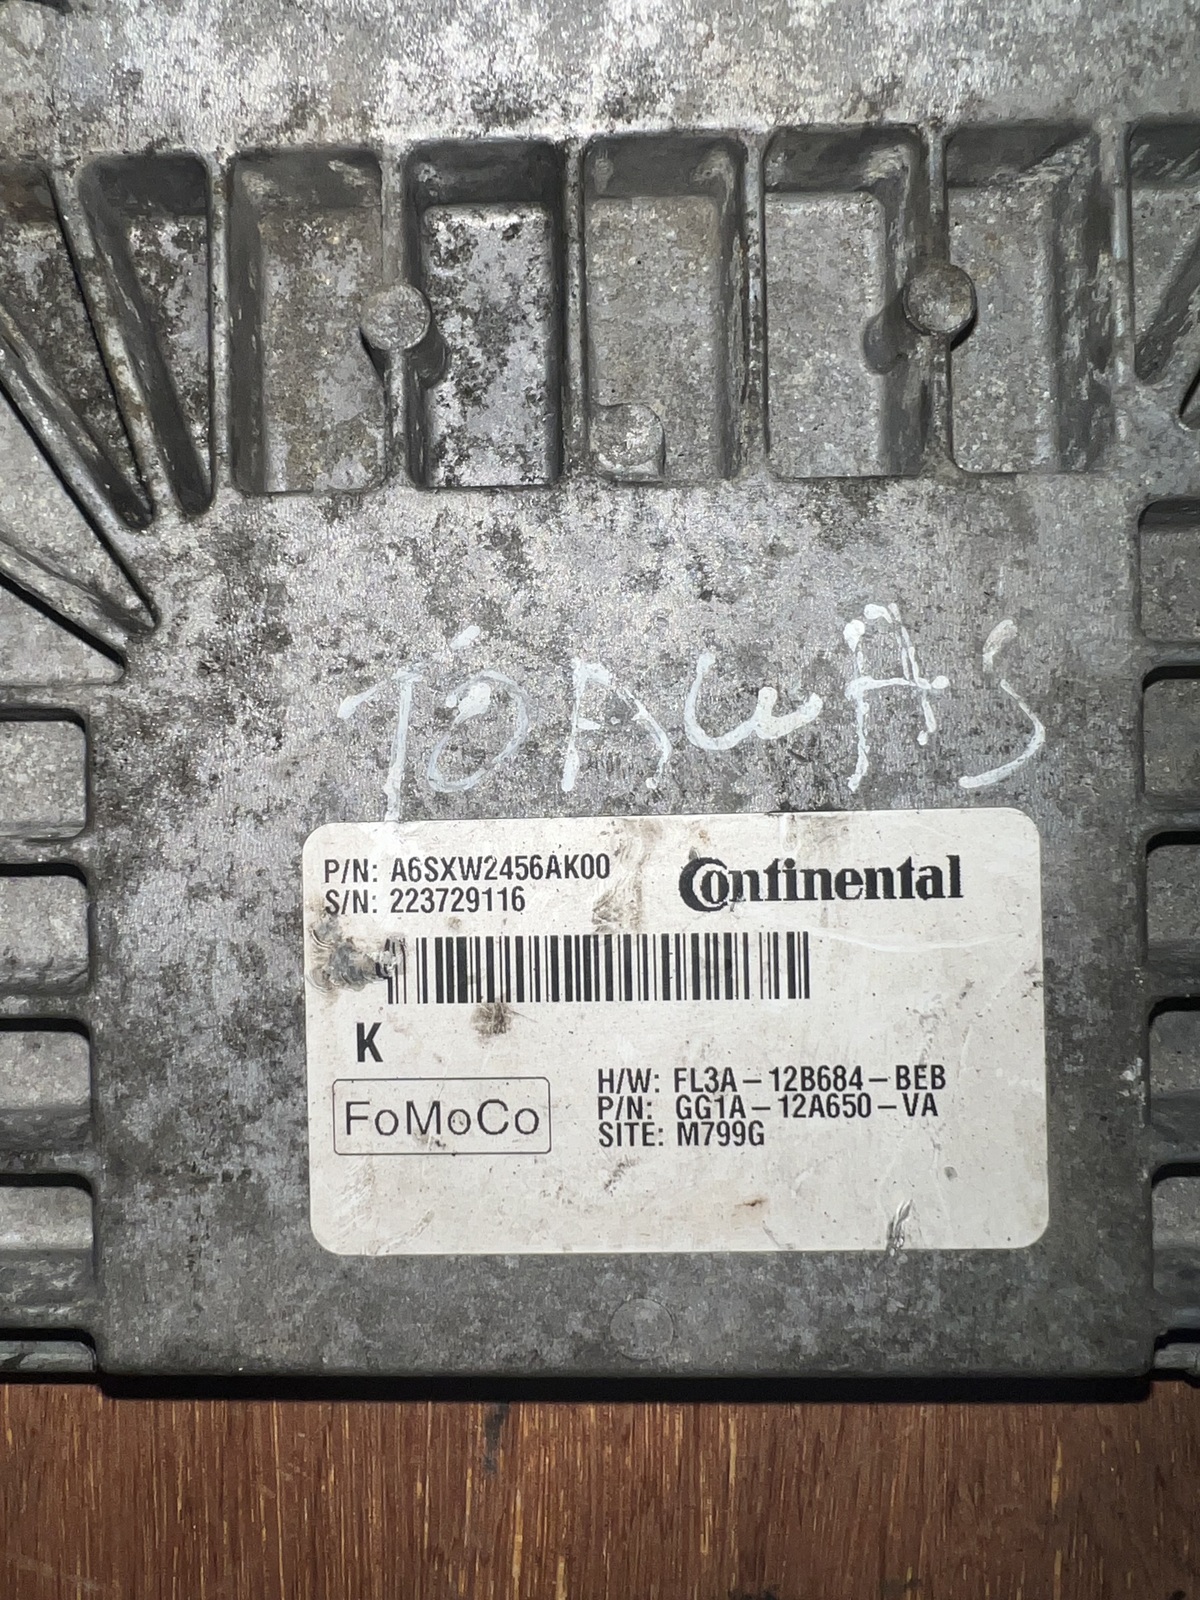 P/N: A6SXW2456AK00
S/N: 223729116
Continental
K
FoMoCo
H/W: FL3A-12B684-BEB
P/N: GG1A-12A650-VA
SITE: M799G